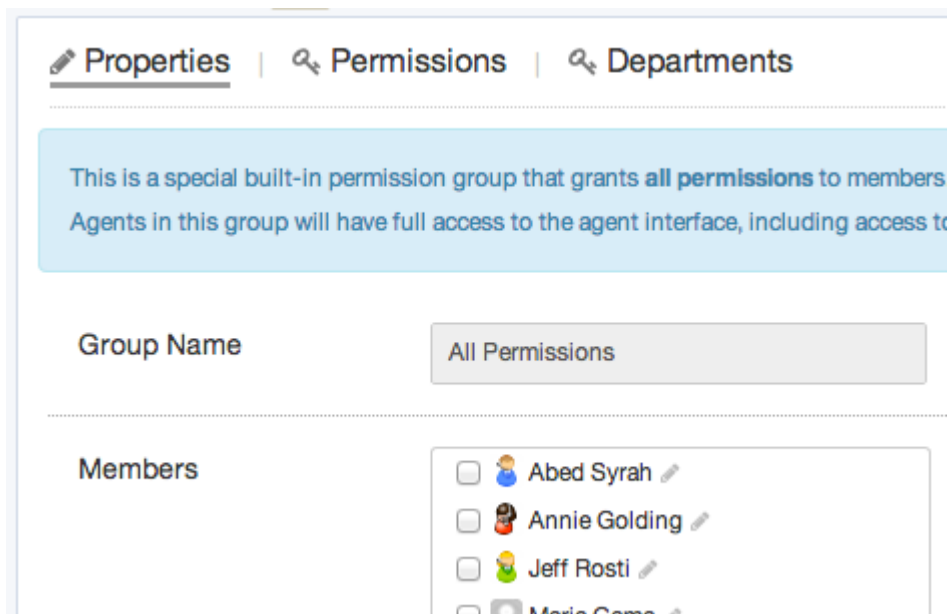 Properties | Permissions | Departments
This is a special built-in permission group that grants all permissions to members.
Agents in this group will have full access to the agent interface, including access to
Group Name
All Permissions
Members
Abed Syrah
Annie Golding
Jeff Rosti